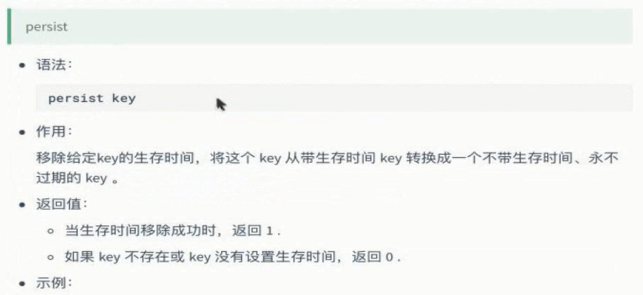 persist
语法：
persist key
作用：
移除给定key的生存时间，将这个 key 从带生存时间 key 转换成一个不带生存时间、永不
过期的 key 。
返回值：
当生存时间移除成功时，返回 1 .
如果 key 不存在或 key 没有设置生存时间，返回 0 .
示例：